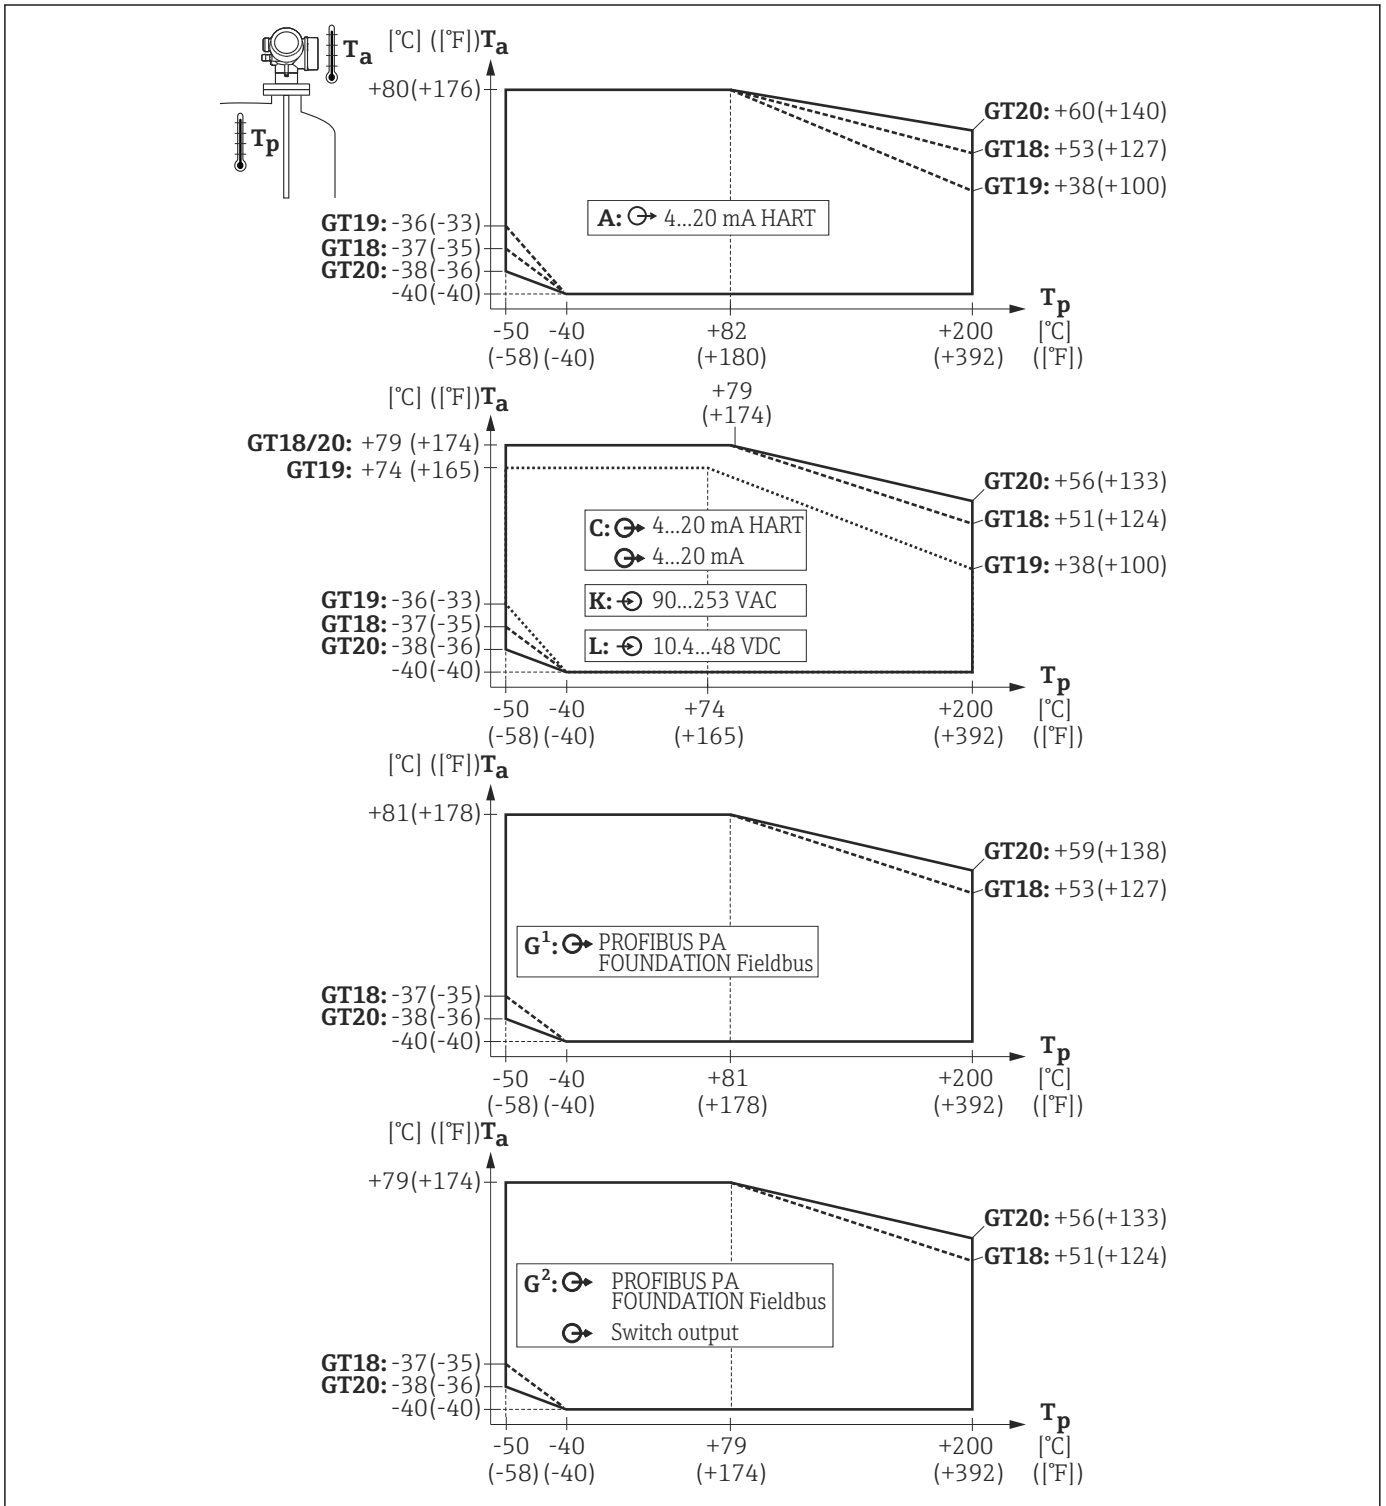 [°C] ([°F])Ta
Ta
Tp
+80(+176)
GT20: +60(+140)
GT18: +53(+127)
GT19: +38(+100)
A: 4...20 mA HART
GT19: -36(-33)
GT18: -37(-35)
GT20: -38(-36)
-40(-40)
Tp
-50 -40 +82 +200 [°C]
(-58) (-40) (+180) (+392) ([°F])
[°C] ([°F])Ta
+79
(+174)
GT18/20: +79 (+174)
GT19: +74 (+165)
GT20: +56(+133)
GT18: +51(+124)
GT19: +38(+100)
C: 4...20 mA HART
4...20 mA
K: 90...253 VAC
L: 10.4...48 VDC
GT19: -36(-33)
GT18: -37(-35)
GT20: -38(-36)
-40(-40)
Tp
-50 -40 +74 +200 [°C]
(-58) (-40) (+165) (+392) ([°F])
[°C] ([°F])Ta
+81(+178)
GT20: +59(+138)
GT18: +53(+127)
G1: PROFIBUS PA
FOUNDATION Fieldbus
GT18: -37(-35)
GT20: -38(-36)
-40(-40)
Tp
-50 -40 +81 +200 [°C]
(-58) (-40) (+178) (+392) ([°F])
[°C] ([°F])Ta
+79(+174)
GT20: +56(+133)
GT18: +51(+124)
G2: PROFIBUS PA
FOUNDATION Fieldbus
Switch output
GT18: -37(-35)
GT20: -38(-36)
-40(-40)
Tp
-50 -40 +79 +200 [°C]
(-58) (-40) (+174) (+392) ([°F])